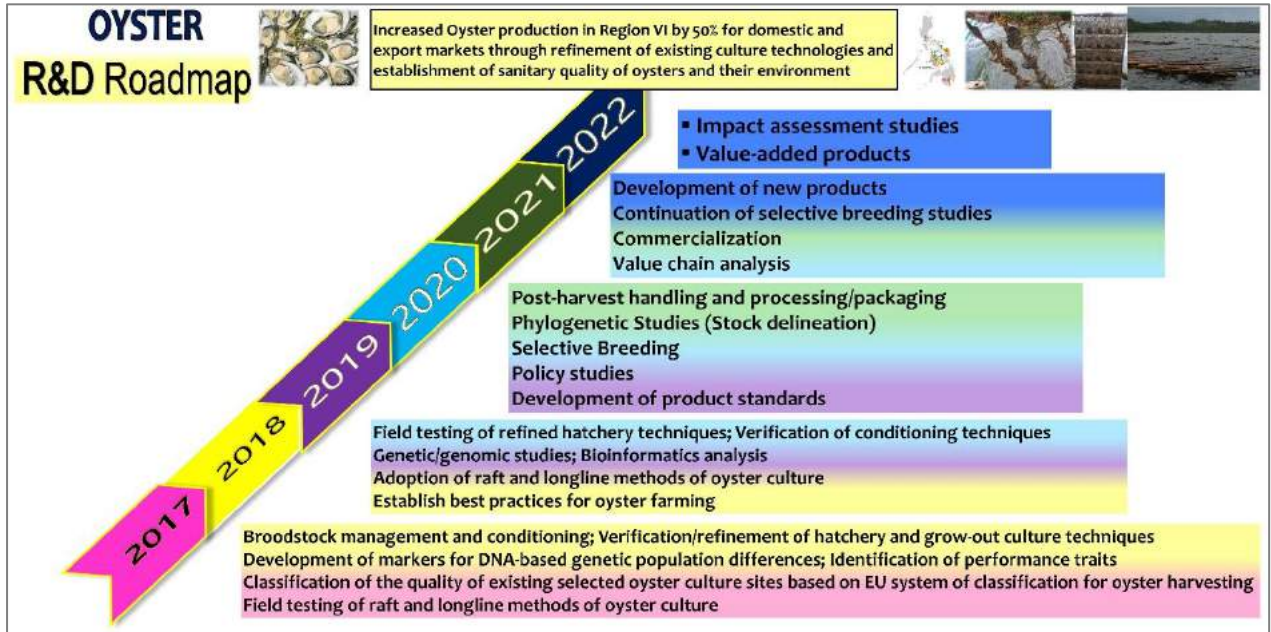 OYSTER
R&D Roadmap
Increased Oyster production in Region VI by 50% for domestic and
export markets through refinement of existing culture technologies and
establishment of sanitary quality of oysters and their environment
2022
▪ Impact assessment studies
▪ Value-added products
2021
Development of new products
Continuation of selective breeding studies
Commercialization
Value chain analysis
2020
Post-harvest handling and processing/packaging
Phylogenetic Studies (Stock delineation)
Selective Breeding
Policy studies
Development of product standards
2019
2018
Field testing of refined hatchery techniques; Verification of conditioning techniques
Genetic/genomic studies; Bioinformatics analysis
Adoption of raft and longline methods of oyster culture
Establish best practices for oyster farming
2017
Broodstock management and conditioning; Verification/refinement of hatchery and grow-out culture techniques
Development of markers for DNA-based genetic population differences; Identification of performance traits
Classification of the quality of existing selected oyster culture sites based on EU system of classification for oyster harvesting
Field testing of raft and longline methods of oyster culture